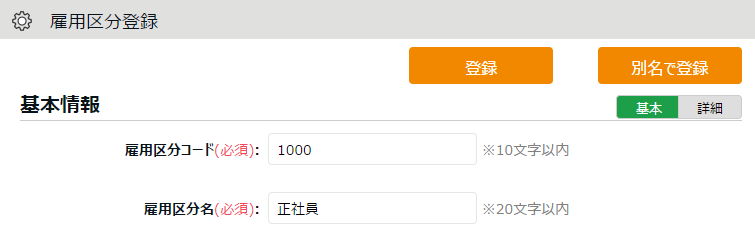 雇用区分登録
登録 別名で登録
基本情報 基本 詳細
雇用区分コード(必須): 1000 ※10文字以内
雇用区分名(必須): 正社員 ※20文字以内